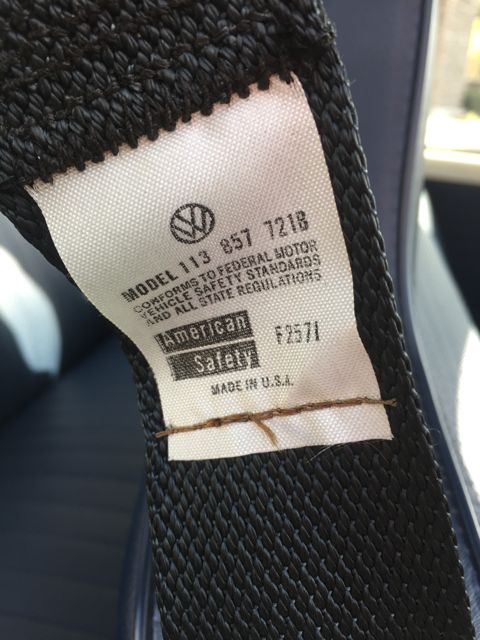 VW
MODEL 113 857 721B
CONFORMS TO FEDERAL MOTOR
VEHICLE SAFETY STANDARDS
AND ALL STATE REGULATIONS
American
Safety
F2571
MADE IN U.S.A.